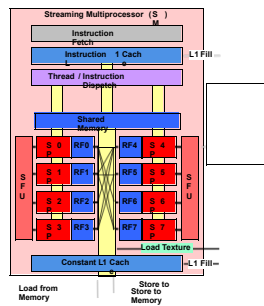 Streaming Multiprocessor (S
) M
Instruction
Fetch
Instruction 1 Cach
L e
L1 Fill
Thread / Instruction
Dispatch
Shared
Memory
S 0 P RF0 RF4 S 4 P
S 1 P RF1 RF5 S 5 P
S 2 P RF2 RF6 S 6 P
S 3 P RF3 RF7 S 7 P
S F U
S F U
Load Texture
Constant L1 Cach
e
L1 Fill
Load from
Memory
Store to
Store to
Memory